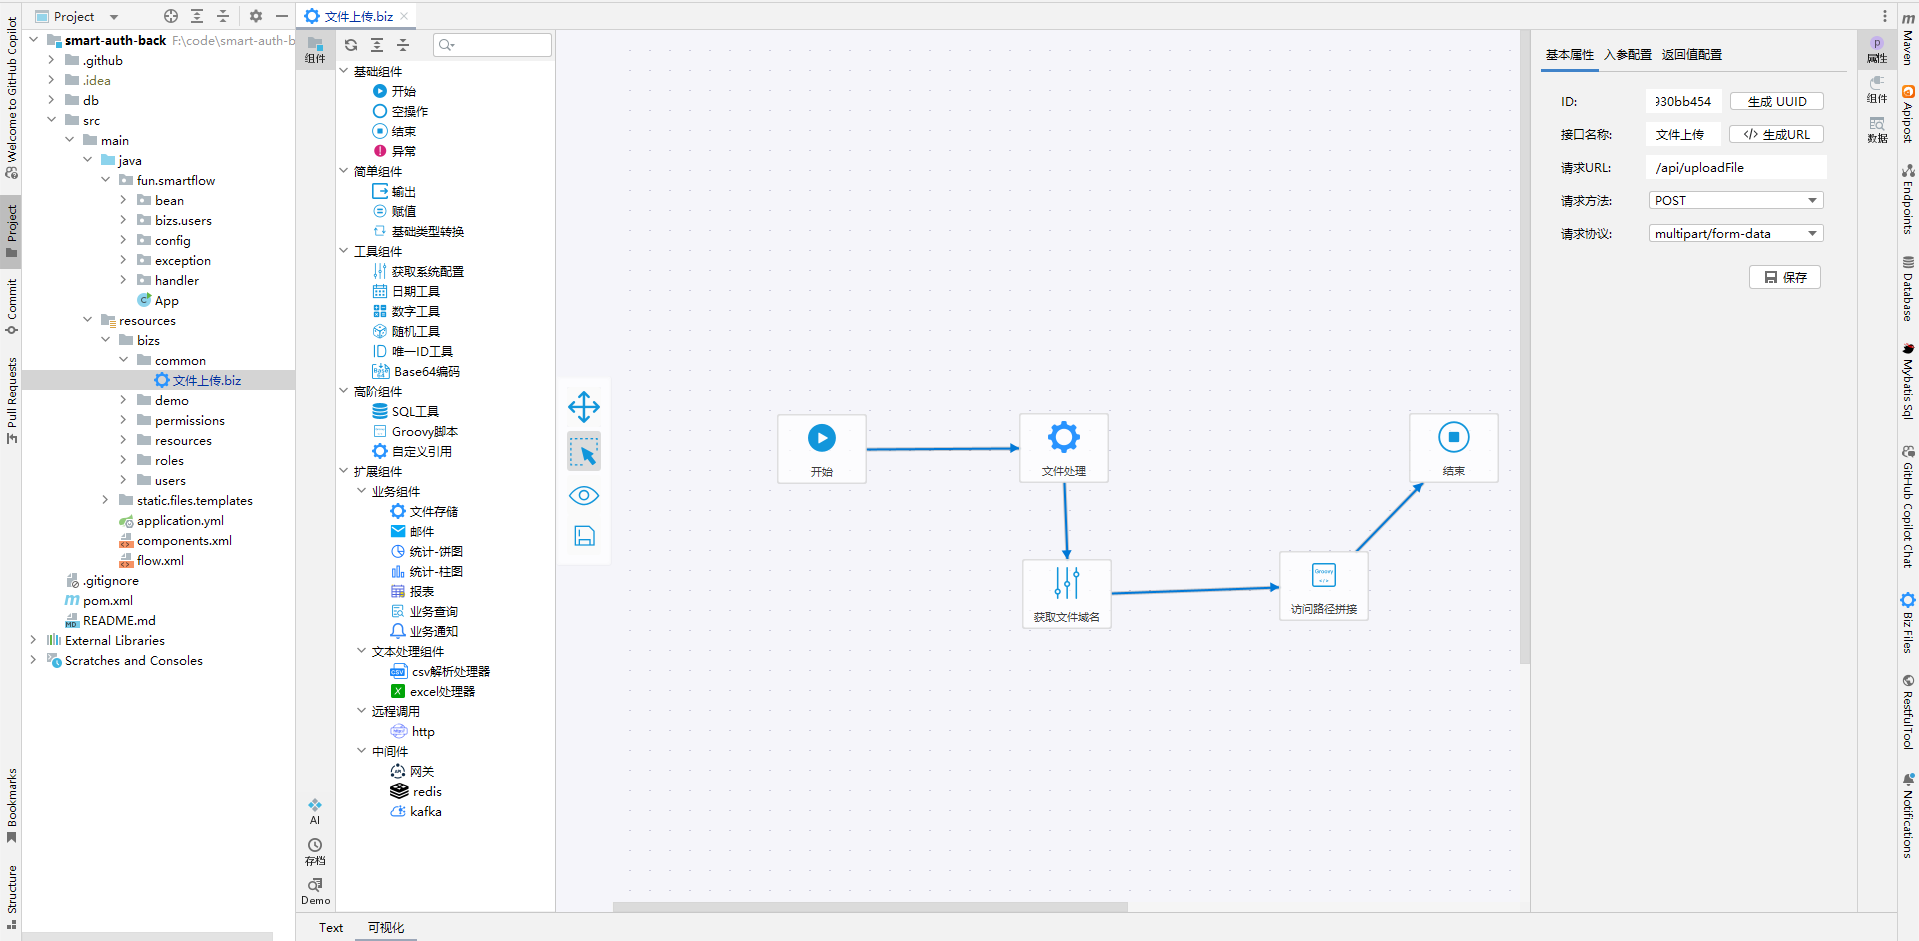 Project
文件上传.biz
smart-auth-back F:\code\smart-auth-b
.github
.idea
db
src
main
java
fun.smartflow
bean
bizs.users
config
exception
handler
App
resources
bizs
common
文件上传.biz
demo
permissions
resources
roles
users
static.files.templates
application.yml
components.xml
flow.xml
.gitignore
pom.xml
README.md
External Libraries
Scratches and Consoles
Welcome to GitHub Copilot
Project
Commit
Pull Requests
Bookmarks
Structure
组件
AI
存档
Demo
基础组件
开始
空操作
结束
异常
简单组件
输出
赋值
基础类型转换
工具组件
获取系统配置
日期工具
数字工具
随机工具
唯一ID工具
Base64编码
高阶组件
SQL工具
Groovy脚本
自定义引用
扩展组件
业务组件
文件存储
邮件
统计-饼图
统计-柱图
报表
业务查询
业务通知
文本处理组件
csv解析处理器
excel处理器
远程调用
http
中间件
网关
redis
kafka
开始
文件处理
结束
获取文件域名
Groovy
访问路径拼接
基本属性 入参配置 返回值配置
ID: 930bb454 生成 UUID
接口名称: 文件上传 </> 生成URL
请求URL: /api/uploadFile
请求方法: POST
请求协议: multipart/form-data
保存
属性
组件
数据
Maven
Apipost
Endpoints
Database
Mybatis Sql
GitHub Copilot Chat
Biz Files
RestfulTool
Notifications
Text 可视化